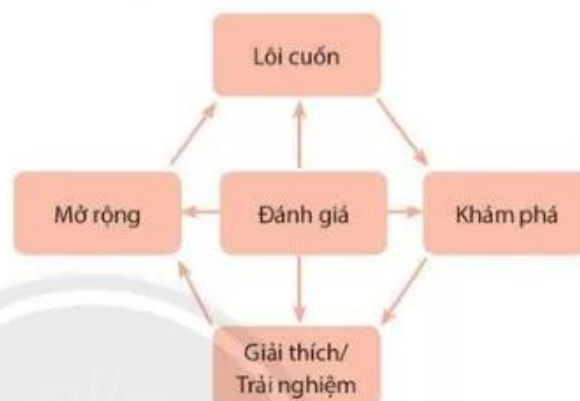 Lôi cuốn
Mở rộng
Đánh giá
Khám phá
Giải thích/
Trải nghiệm